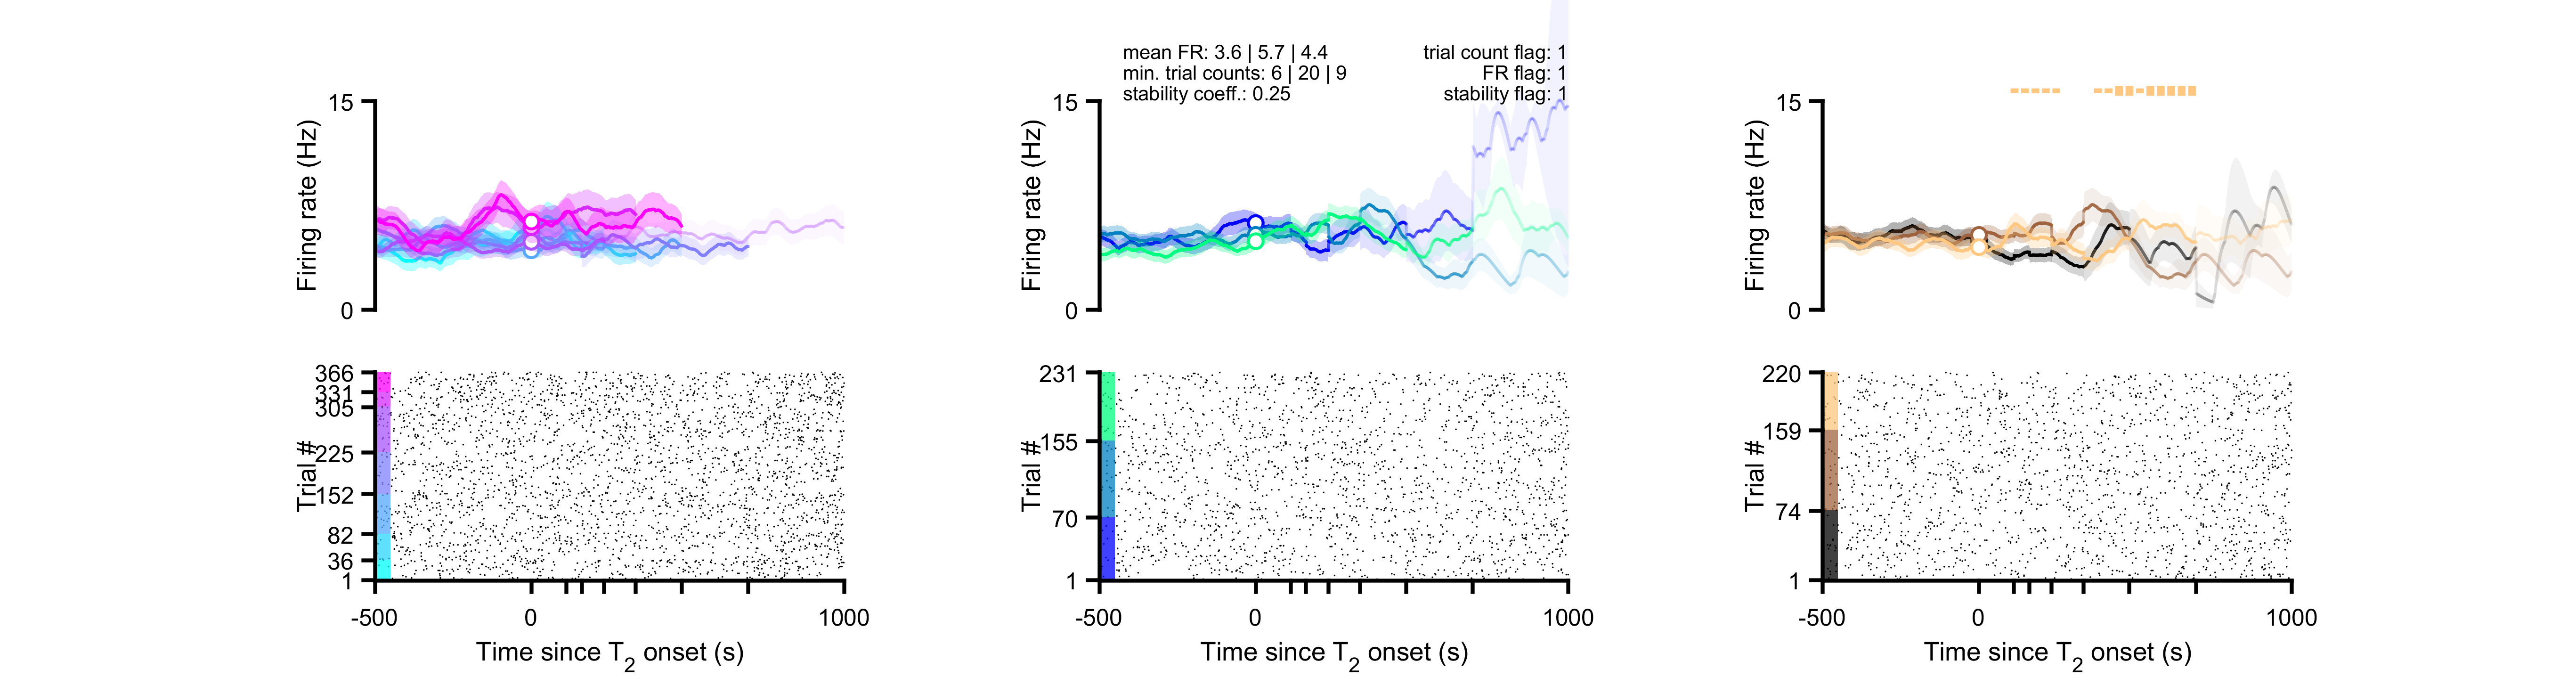 mean FR: 3.6 | 5.7 | 4.4
min. trial counts: 6 | 20 | 9
stability coeff.: 0.25
trial count flag: 1
FR flag: 1
stability flag: 1
15
Firing rate (Hz)
0
15
Firing rate (Hz)
0
15
Firing rate (Hz)
0
366
331
305
225
152
82
36
1
Trial #
-500
0
1000
Time since T2 onset (s)
231
155
70
1
Trial #
-500
0
1000
Time since T2 onset (s)
220
159
74
1
Trial #
-500
0
1000
Time since T2 onset (s)